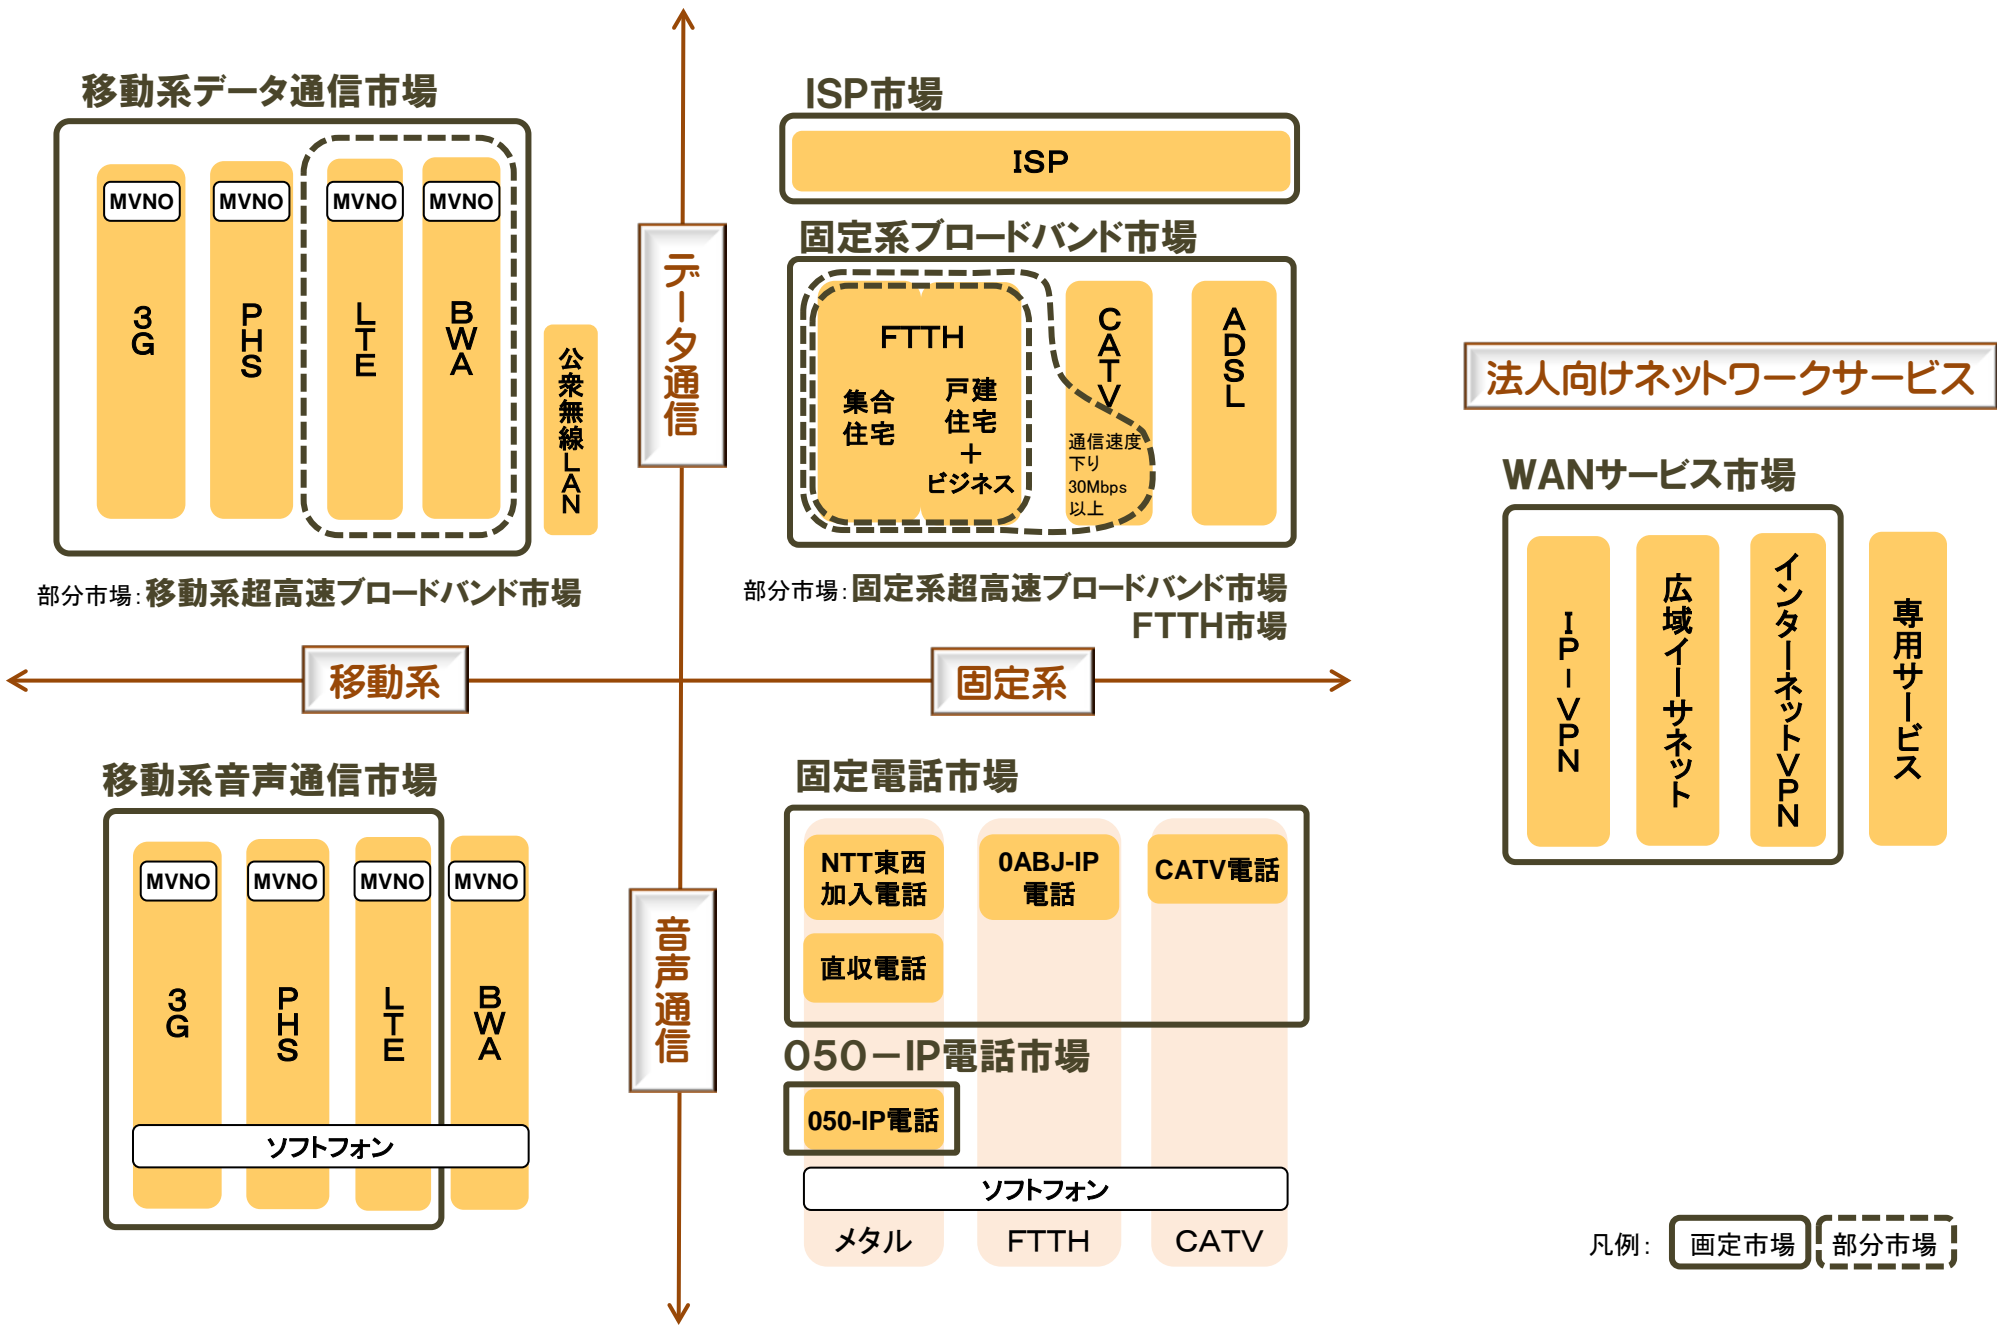 移動系データ通信市場
MVNO
MVNO
MVNO
MVNO
3G
PHS
LTE
BWA
公衆無線LAN
部分市場：移動系超高速ブロードバンド市場
データ通信
ISP市場
ISP
固定系ブロードバンド市場
FTTH
集合
住宅
戸建
住宅
＋
ビジネス
CATV
通信速度
下り
30Mbps
以上
ADSL
部分市場：固定系超高速ブロードバンド市場
FTTH市場
移動系
固定系
移動系音声通信市場
MVNO
MVNO
MVNO
MVNO
3G
PHS
LTE
BWA
ソフトフォン
音声通信
固定電話市場
NTT東西
加入電話
0ABJ-IP
電話
CATV電話
直収電話
050－IP電話市場
050-IP電話
ソフトフォン
メタル
FTTH
CATV
法人向けネットワークサービス
WANサービス市場
IP－VPN
広域イーサネット
インターネットVPN
専用サービス
凡例：
画定市場
部分市場